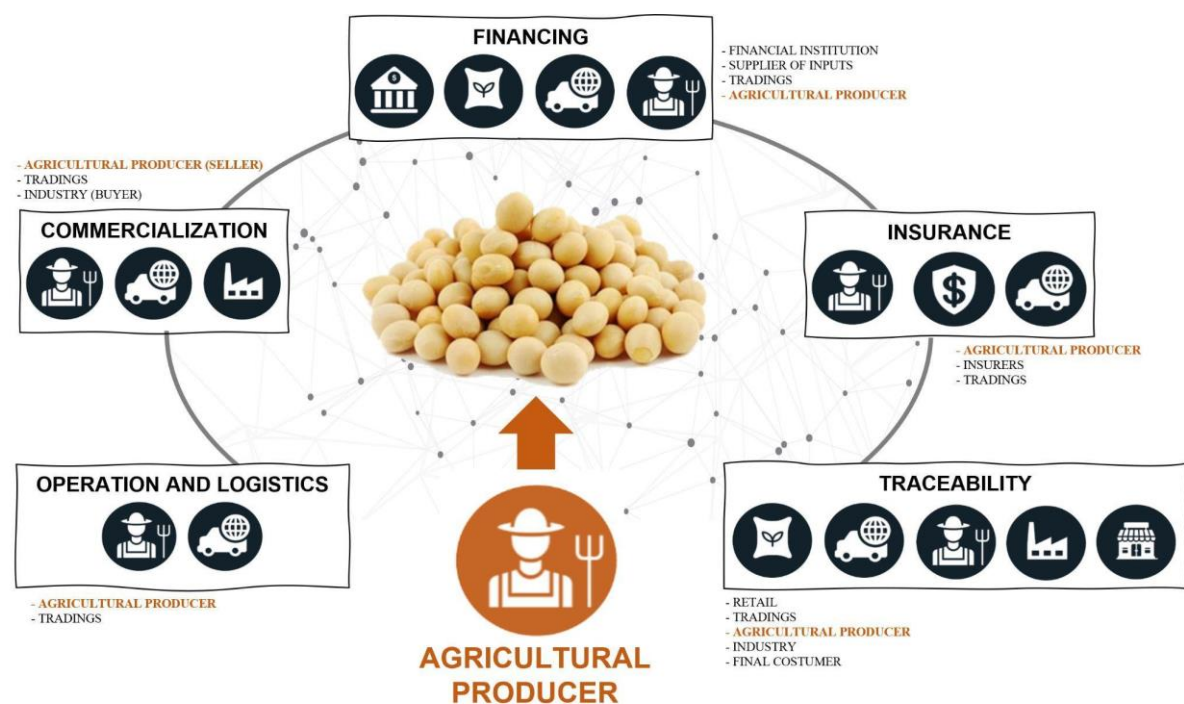 FINANCING
- FINANCIAL INSTITUTION
- SUPPLIER OF INPUTS
- TRADINGS
- AGRICULTURAL PRODUCER
- AGRICULTURAL PRODUCER (SELLER)
- TRADINGS
- INDUSTRY (BUYER)
COMMERCIALIZATION
INSURANCE
- AGRICULTURAL PRODUCER
- INSURERS
- TRADINGS
OPERATION AND LOGISTICS
- AGRICULTURAL PRODUCER
- TRADINGS
TRACEABILITY
- RETAIL
- TRADINGS
- AGRICULTURAL PRODUCER
- INDUSTRY
- FINAL COSTUMER
AGRICULTURAL
PRODUCER